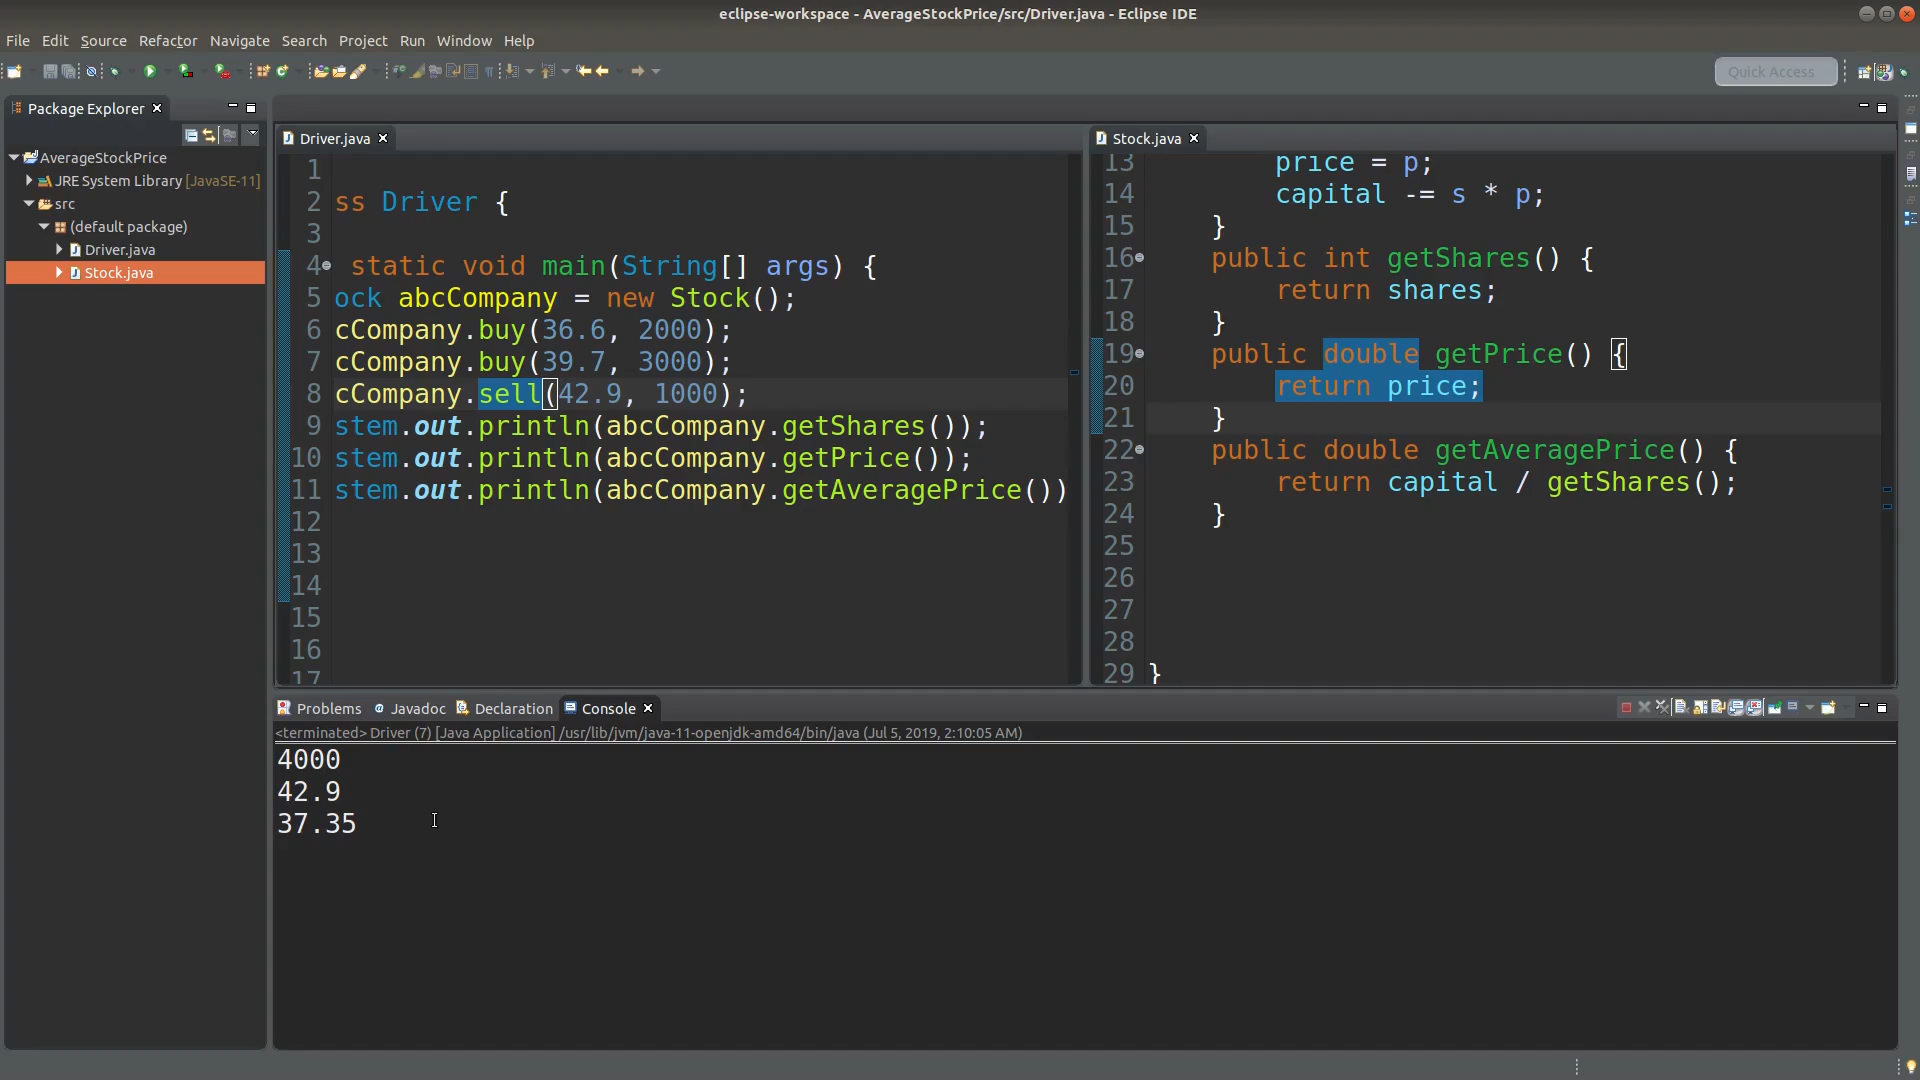 eclipse-workspace - AverageStockPrice/src/Driver.java - Eclipse IDE
File Edit Source Refactor Navigate Search Project Run Window Help
Quick Access
Package Explorer
AverageStockPrice
JRE System Library [JavaSE-11]
src
(default package)
Driver.java
Stock.java
Driver.java
1
2 ss Driver {
3
4 static void main(String[] args) {
5 ock abcCompany = new Stock();
6 cCompany.buy(36.6, 2000);
7 cCompany.buy(39.7, 3000);
8 cCompany.sell(42.9, 1000);
9 stem.out.println(abcCompany.getShares());
10 stem.out.println(abcCompany.getPrice());
11 stem.out.println(abcCompany.getAveragePrice())
12
13
14
15
16
17
Stock.java
13 price = p;
14 capital -= s * p;
15 }
16 public int getShares() {
17 return shares;
18 }
19 public double getPrice() {
20 return price;
21 }
22 public double getAveragePrice() {
23 return capital / getShares();
24 }
25
26
27
28
29 }
Problems Javadoc Declaration Console
<terminated> Driver (7) [Java Application] /usr/lib/jvm/java-11-openjdk-amd64/bin/java (Jul 5, 2019, 2:10:05 AM)
4000
42.9
37.35